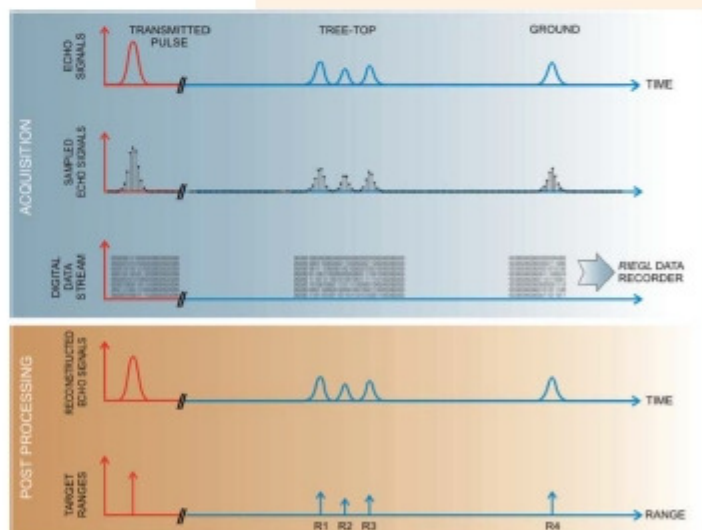 TRANSMITTED
PULSE
TREE-TOP
GROUND
ECHO
SIGNALS
TIME
ACQUISITION
SAMPLED
ECHO SIGNALS
DIGITAL DATA
STREAM
RIEGL DATA
RECORDER
POST PROCESSING
RECONSTRUCTED
ECHO SIGNALS
TIME
TARGET
RANGES
R1 R2 R3 R4
RANGE